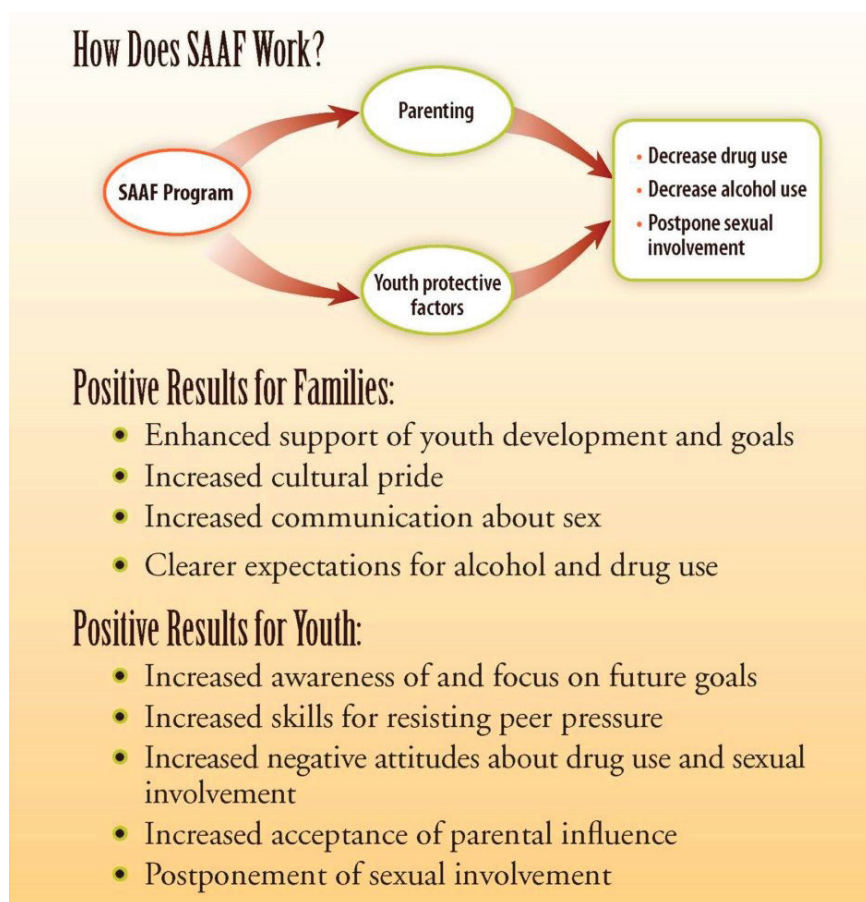 How Does SAAF Work?
Parenting
SAAF Program
Youth protective
factors
• Decrease drug use
• Decrease alcohol use
• Postpone sexual
involvement
Positive Results for Families:
• Enhanced support of youth development and goals
• Increased cultural pride
• Increased communication about sex
• Clearer expectations for alcohol and drug use
Positive Results for Youth:
• Increased awareness of and focus on future goals
• Increased skills for resisting peer pressure
• Increased negative attitudes about drug use and sexual
involvement
• Increased acceptance of parental influence
• Postponement of sexual involvement